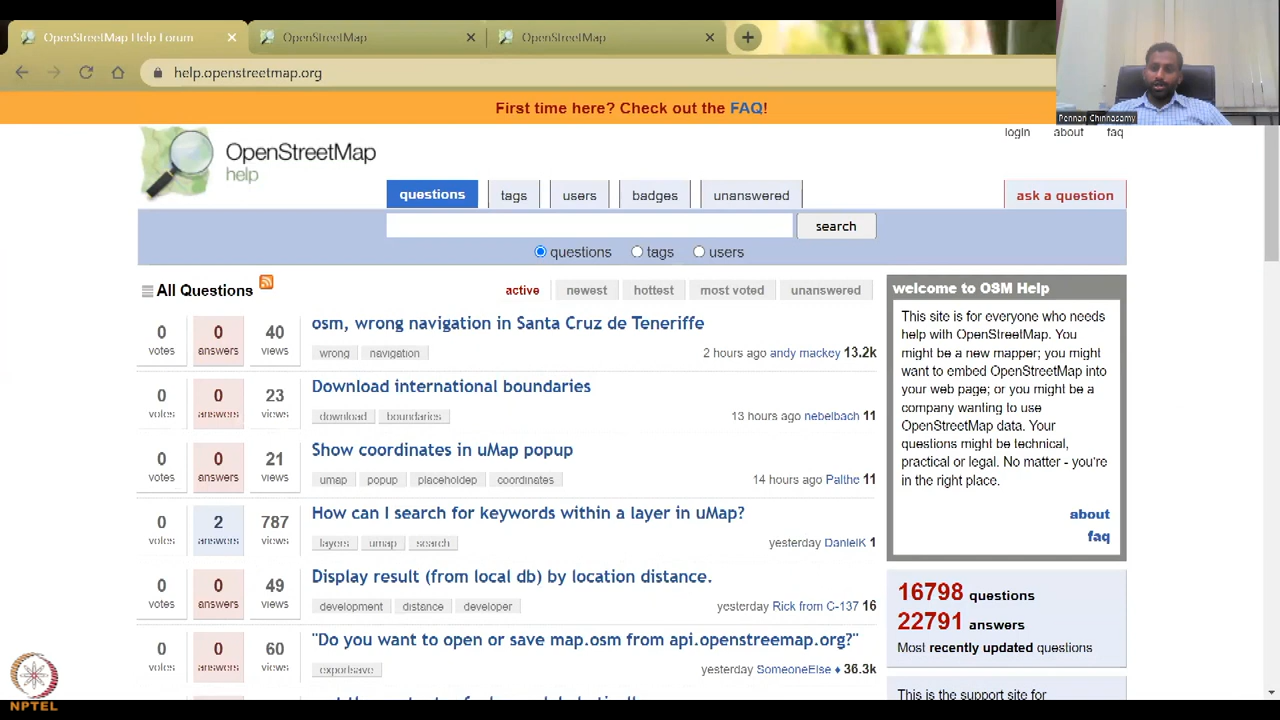 OpenStreetMap Help Forum
OpenStreetMap
OpenStreetMap
help.openstreetmap.org
First time here? Check out the FAQ!
Pennan Chinnasamy
login about faq
OpenStreetMap
help
questions tags users badges unanswered ask a question
search
questions tags users
All Questions active newest hottest most voted unanswered
0 votes 0 answers 40 views
osm, wrong navigation in Santa Cruz de Teneriffe
wrong navigation
2 hours ago andy mackey 13.2k
0 votes 0 answers 23 views
Download international boundaries
download boundaries
13 hours ago nebelbach 11
0 votes 0 answers 21 views
Show coordinates in uMap popup
umap popup placeholdep coordinates
14 hours ago Palthe 11
0 votes 2 answers 787 views
How can I search for keywords within a layer in uMap?
layers umap search
yesterday DanielK 1
0 votes 0 answers 49 views
Display result (from local db) by location distance.
development distance developer
yesterday Rick from C-137 16
0 votes 0 answers 60 views
"Do you want to open or save map.osm from api.openstreemap.org?"
exportsave
yesterday SomeoneElse ♦ 36.3k
welcome to OSM Help
This site is for everyone who needs
help with OpenStreetMap. You
might be a new mapper; you might
want to embed OpenStreetMap into
your web page; or you might be a
company wanting to use
OpenStreetMap data. Your
questions might be technical,
practical or legal. No matter - you're
in the right place.
about
faq
16798 questions
22791 answers
Most recently updated questions
This is the support site for
NPTEL